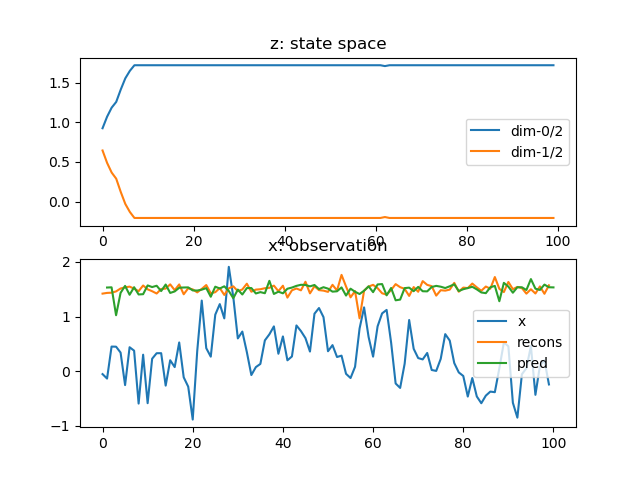 z: state space
1.5
1.0
0.5
0.0
dim-0/2
dim-1/2
0 20 40 60 80 100
x: observation
2
1
0
−1
x
recons
pred
0 20 40 60 80 100